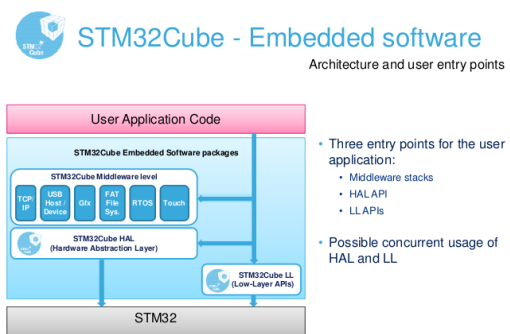 STM32Cube - Embedded software
STM32
Cube
Architecture and user entry points
User Application Code
STM32Cube Embedded Software packages
STM32Cube Middleware level
TCP/
IP
USB
Host /
Device
Gfx
FAT
File
Sys.
RTOS
Touch
STM32Cube HAL
(Hardware Abstraction Layer)
STM32Cube LL
(Low-Layer APIs)
STM32
• Three entry points for the user
application:
• Middleware stacks
• HAL API
• LL APIs
• Possible concurrent usage of
HAL and LL